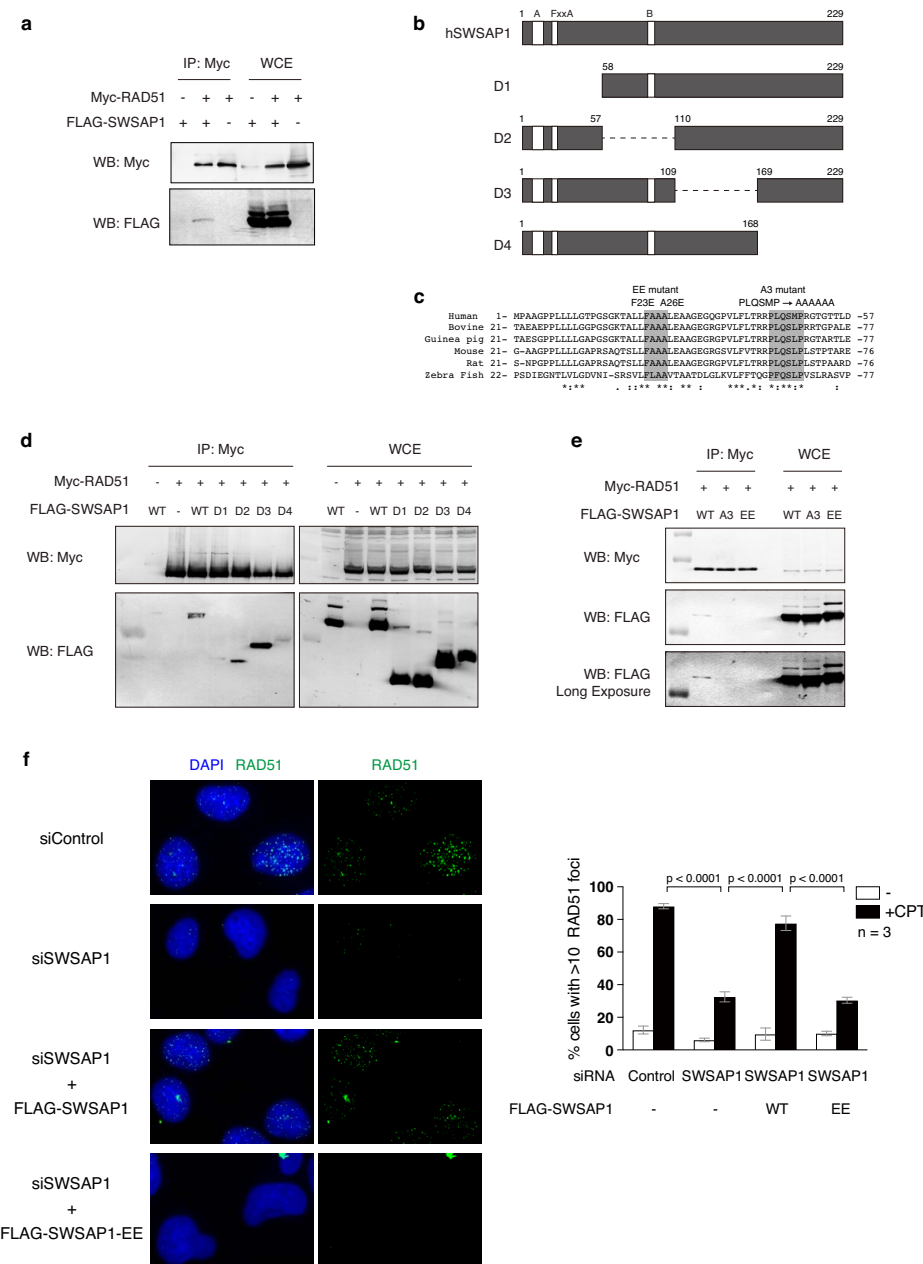 a
IP: Myc WCE
Myc-RAD51 - + + - + +
FLAG-SWSAP1 + + - + + -
WB: Myc
WB: FLAG
b
1 A FxxA B 229
hSWSAP1
58 229
D1
1 57 110 229
D2
1 109 169 229
D3
1 168
D4
c
EE mutant A3 mutant
F23E A26E PLQSMP → AAAAAA
Human 1- MPAAGPPLLLLGTPGSGKTALLFAAALEAAGEGQGPVLFLTRRPLQSMPRGTGTTLD -57
Bovine 21- TAEAEPPLLLLGTPRSGKTALLFAAALEAAGEGRGPVLFLTRRPLQSLPRRTGPALE -77
Guinea pig 21- TAESGPPLLLLGTPGSGKTALLFAAALEAAGEGRGPVLFLTRRPLQSLPRGTARTLE -77
Mouse 21- G-AAGPPLLLLGAPRSAQTSLLFAAALEAAGEGRGSVLFVTRRPLQSLPLSTPTARE -76
Rat 21- S-NPGPPLLLLGAPRSAQTSLLFAAALEAAGEGRGSVLFVTRRPLQSLPLSTPAARD -76
Zebra Fish 22- PSDIEGNTLVLGDVNI-SRSVLFLAAVTAATDLGLKVVFFTQGPFQSLPVSLRASVP -77
*:** . ::** **: ** : ***.*: *:**:* :
d
IP: Myc WCE
Myc-RAD51 - + + + + + + - + + + + + +
FLAG-SWSAP1 WT - WT D1 D2 D3 D4 WT - WT D1 D2 D3 D4
WB: Myc
WB: FLAG
e
IP: Myc WCE
Myc-RAD51 + + + + + +
FLAG-SWSAP1 WT A3 EE WT A3 EE
WB: Myc
WB: FLAG
WB: FLAG
Long Exposure
f
DAPI RAD51 RAD51
siControl
siSWSAP1
siSWSAP1
+
FLAG-SWSAP1
siSWSAP1
+
FLAG-SWSAP1-EE
p < 0.0001 p < 0.0001 p < 0.0001
-
+CPT
n = 3
% cells with >10 RAD51 foci
100
80
60
40
20
0
siRNA Control SWSAP1 SWSAP1 SWSAP1
FLAG-SWSAP1 - - WT EE